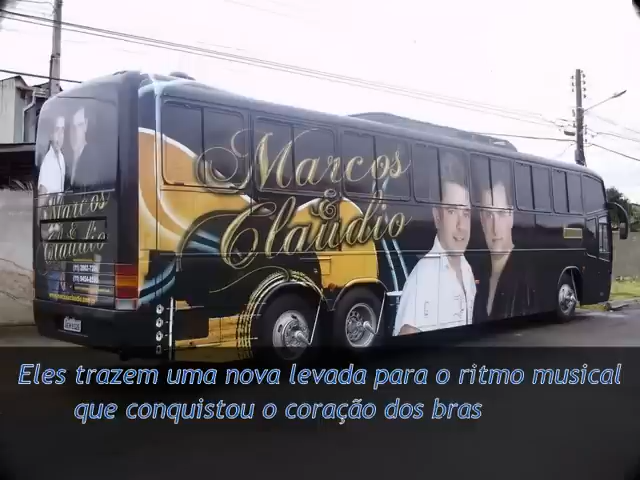 Marcos
&
Claudio
Marcos
&
Claudio
Eles trazem uma nova levada para o ritmo musical
que conquistou o coração dos bras